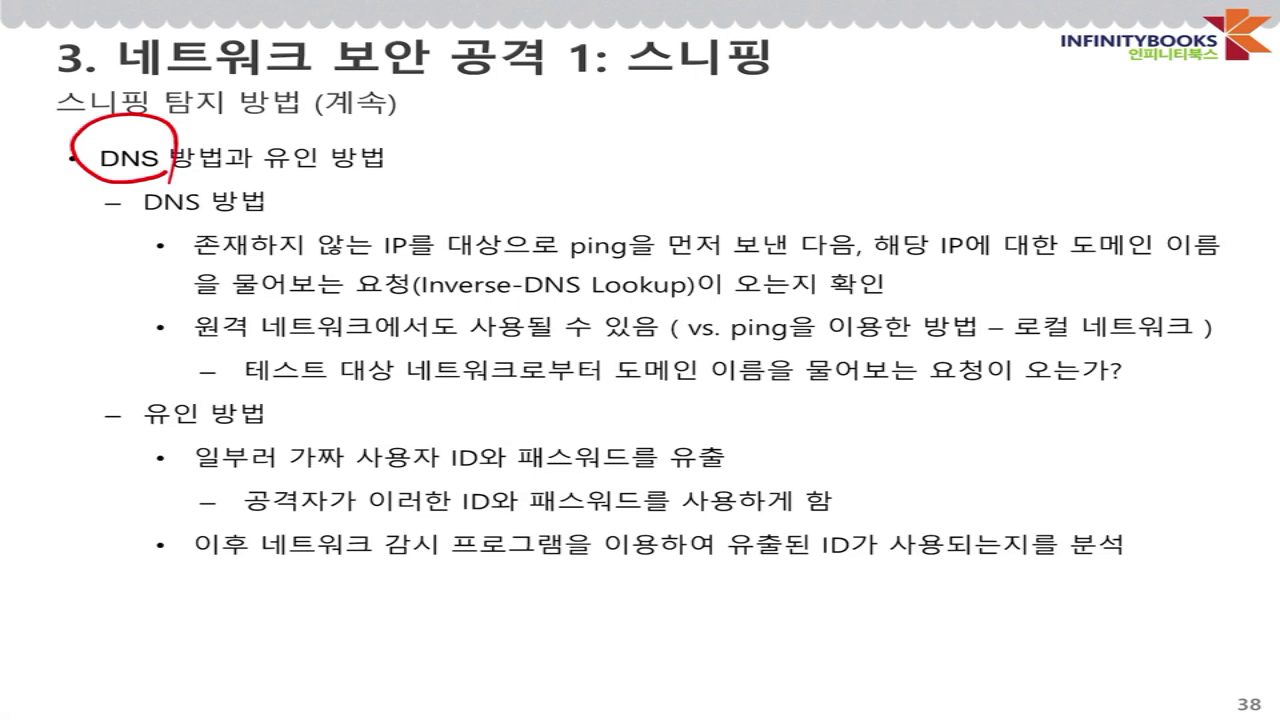 INFINITYBOOKS
인피니티북스
3. 네트워크 보안 공격 1: 스니핑
스니핑 탐지 방법 (계속)
• DNS 방법과 유인 방법
– DNS 방법
• 존재하지 않는 IP를 대상으로 ping을 먼저 보낸 다음, 해당 IP에 대한 도메인 이름
을 물어보는 요청(Inverse-DNS Lookup)이 오는지 확인
• 원격 네트워크에서도 사용될 수 있음 ( vs. ping을 이용한 방법 – 로컬 네트워크 )
– 테스트 대상 네트워크로부터 도메인 이름을 물어보는 요청이 오는가?
– 유인 방법
• 일부러 가짜 사용자 ID와 패스워드를 유출
– 공격자가 이러한 ID와 패스워드를 사용하게 함
• 이후 네트워크 감시 프로그램을 이용하여 유출된 ID가 사용되는지를 분석
38